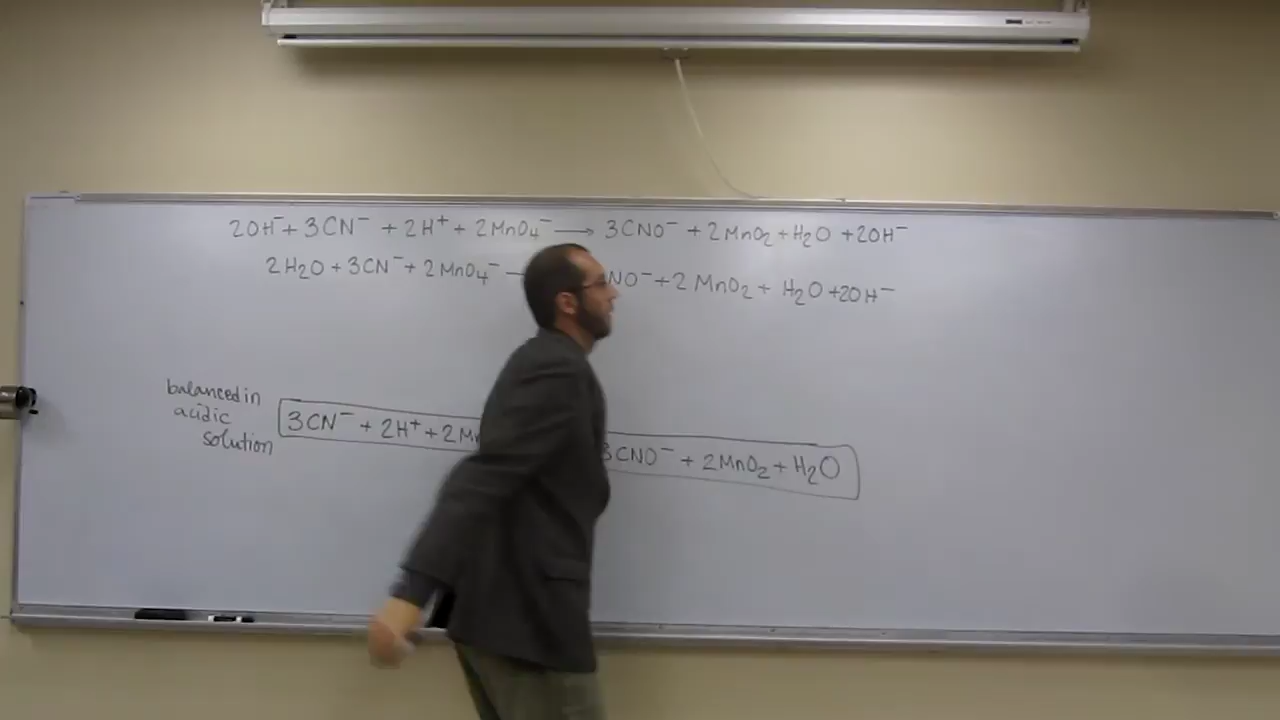 2OH⁻ + 3CN⁻ + 2H⁺ + 2MnO₄⁻ → 3CNO⁻ + 2MnO₂ + H₂O + 2OH⁻
2H₂O + 3CN⁻ + 2MnO₄⁻ — NO⁻ + 2MnO₂ + H₂O + 2OH⁻
balanced in
acidic
solution
3CN⁻ + 2H⁺ + 2Mn 3CNO⁻ + 2MnO₂ + H₂O